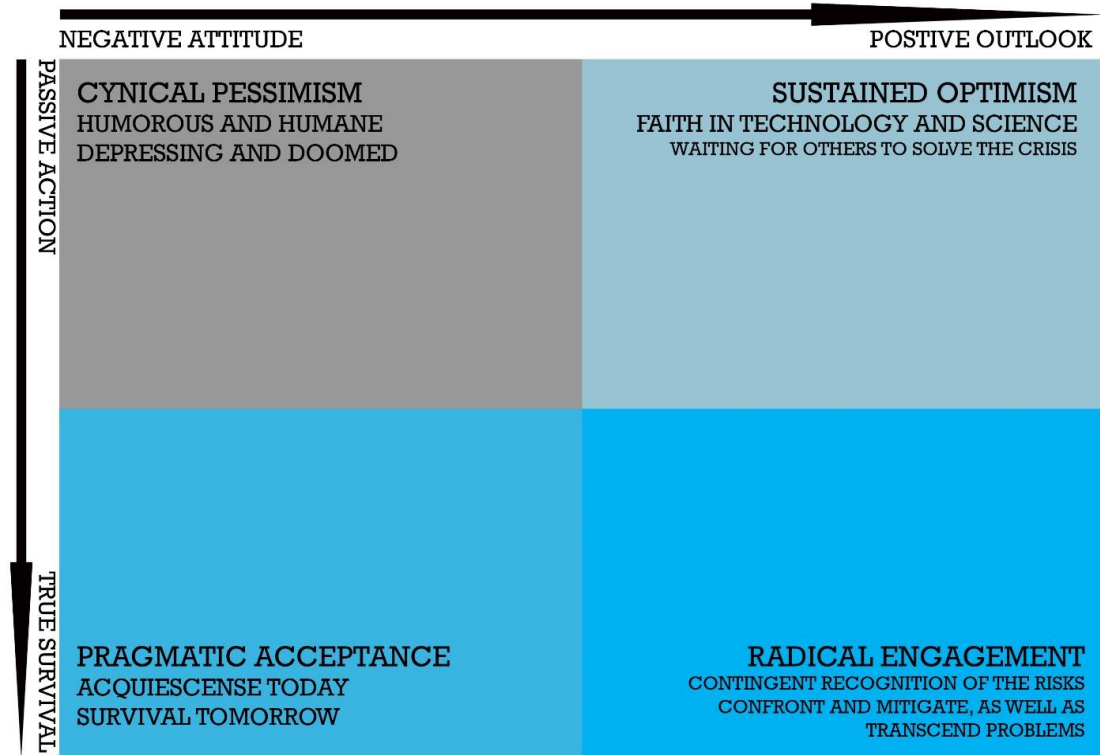 NEGATIVE ATTITUDE
POSTIVE OUTLOOK
PASSIVE ACTION
CYNICAL PESSIMISM
HUMOROUS AND HUMANE
DEPRESSING AND DOOMED
SUSTAINED OPTIMISM
FAITH IN TECHNOLOGY AND SCIENCE
WAITING FOR OTHERS TO SOLVE THE CRISIS
TRUE SURVIVAL
PRAGMATIC ACCEPTANCE
ACQUIESCENSE TODAY
SURVIVAL TOMORROW
RADICAL ENGAGEMENT
CONTINGENT RECOGNITION OF THE RISKS
CONFRONT AND MITIGATE, AS WELL AS
TRANSCEND PROBLEMS